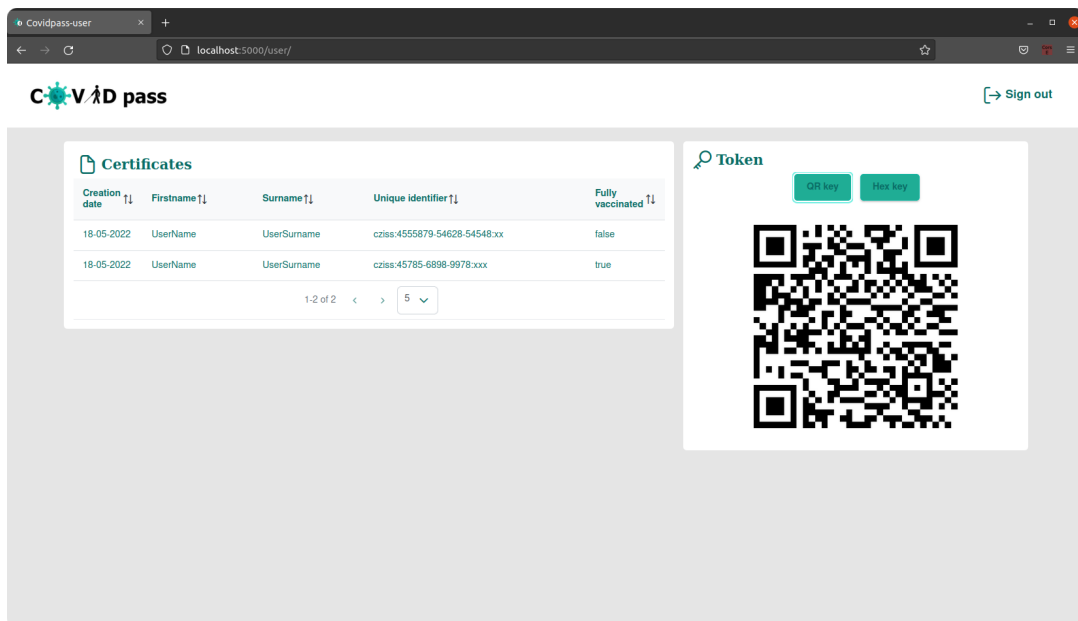 Covidpass-user
localhost:5000/user/
COVID pass
Sign out
Certificates
Creation date Firstname Surname Unique identifier Fully vaccinated
18-05-2022 UserName UserSurname cziss:4555879-54628-54548:xx false
18-05-2022 UserName UserSurname cziss:45785-6898-9978:xxx true
1-2 of 2 5
Token
QR key Hex key